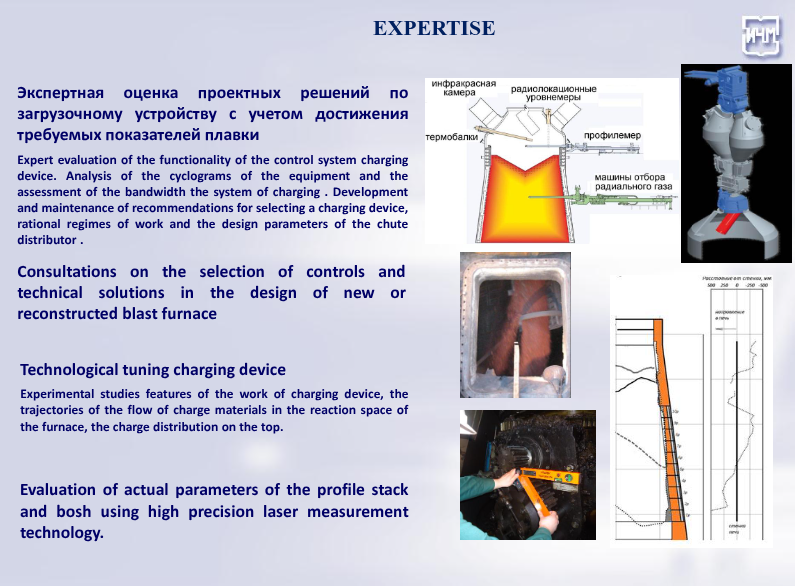 EXPERTISE
ИЧМ
Экспертная оценка проектных решений по
загрузочному устройству с учетом достижения
требуемых показателей плавки
Expert evaluation of the functionality of the control system charging
device. Analysis of the cyclograms of the equipment and the
assessment of the bandwidth the system of charging . Development
and maintenance of recommendations for selecting a charging device,
rational regimes of work and the design parameters of the chute
distributor .
Consultations on the selection of controls and
technical solutions in the design of new or
reconstructed blast furnace
Technological tuning charging device
Experimental studies features of the work of charging device, the
trajectories of the flow of charge materials in the reaction space of
the furnace, the charge distribution on the top.
Evaluation of actual parameters of the profile stack
and bosh using high precision laser measurement
technology.
инфракрасная
камера
радиолокационные
уровнемеры
термобалки
профилемер
машины отбора
радиального газа
Расстояние от стенки, мм
500 250 0 -250 -500